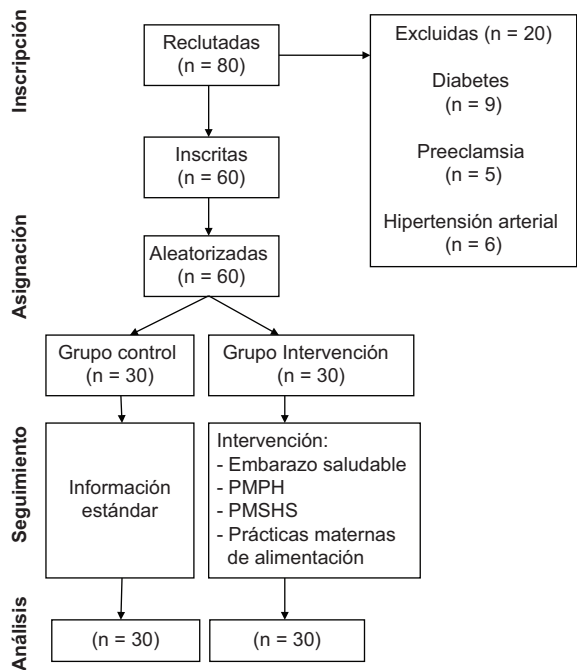 Inscripción
Reclutadas
(n = 80)
Excluidas (n = 20)
Diabetes
(n = 9)
Preeclamsia
(n = 5)
Hipertensión arterial
(n = 6)
Inscritas
(n = 60)
Asignación
Aleatorizadas
(n = 60)
Grupo control
(n = 30)
Grupo Intervención
(n = 30)
Seguimiento
Información
estándar
Intervención:
- Embarazo saludable
- PMPH
- PMSHS
- Prácticas maternas
de alimentación
Análisis
(n = 30)
(n = 30)